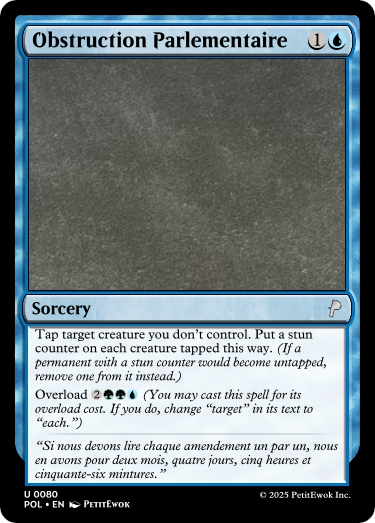 Obstruction Parlementaire 1
Sorcery
Tap target creature you don't control. Put a stun
counter on each creature tapped this way. (If a
permanent with a stun counter would become untapped,
remove one from it instead.)
Overload 2 (You may cast this spell for its
overload cost. If you do, change “target” in its text to
“each.”)
“Si nous devons lire chaque amendement un par un, nous
en avons pour deux mois, quatre jours, cinq heures et
cinquante-six mintures.”
U 0080
POL • EN PETITEWOK
© 2025 PetitEwok Inc.